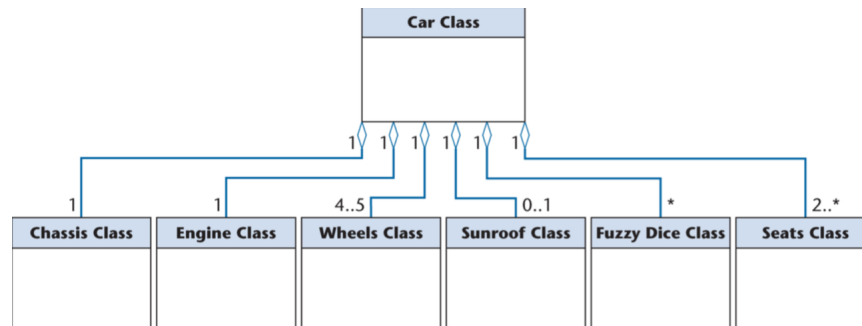 Car Class
1 1 1 1 1 1
1 1 4..5 0..1 * 2..*
Chassis Class Engine Class Wheels Class Sunroof Class Fuzzy Dice Class Seats Class